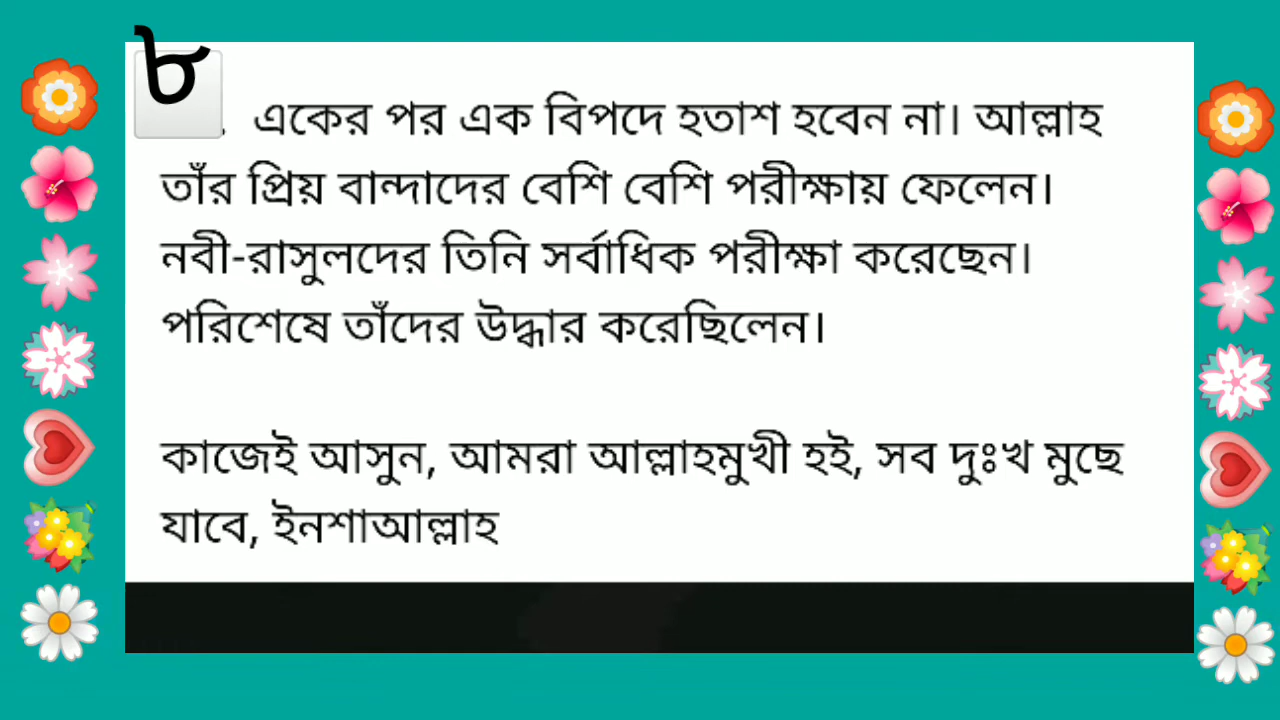 ৮. একের পর এক বিপদে হতাশ হবেন না। আল্লাহ
তাঁর প্রিয় বান্দাদের বেশি বেশি পরীক্ষায় ফেলেন।
নবী-রাসুলদের তিনি সর্বাধিক পরীক্ষা করেছেন।
পরিশেষে তাঁদের উদ্ধার করেছিলেন।
কাজেই আসুন, আমরা আল্লাহমুখী হই, সব দুঃখ মুছে
যাবে, ইনশাআল্লাহ